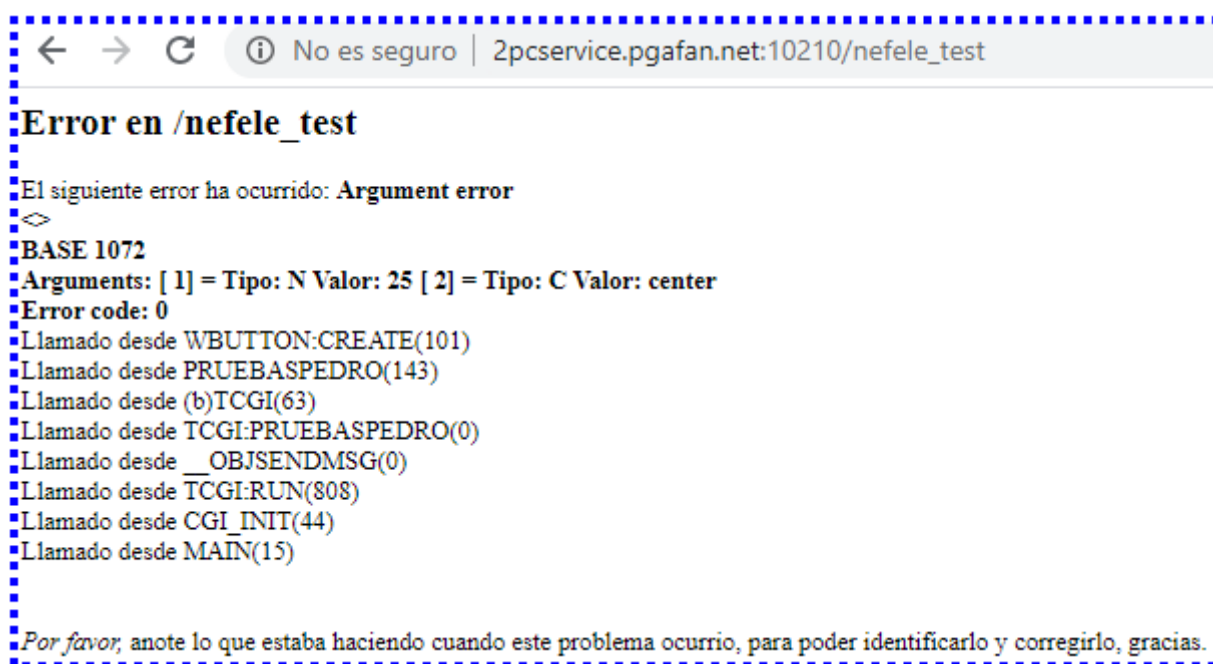 No es seguro | 2pcservice.pgafan.net:10210/nefele_test
Error en /nefele_test
El siguiente error ha ocurrido: Argument error
<>
BASE 1072
Arguments: [ 1] = Tipo: N Valor: 25 [ 2] = Tipo: C Valor: center
Error code: 0
Llamado desde WBUTTON:CREATE(101)
Llamado desde PRUEBASPEDRO(143)
Llamado desde (b)TCGI(63)
Llamado desde TCGI:PRUEBASPEDRO(0)
Llamado desde __OBJSENDMSG(0)
Llamado desde TCGI:RUN(808)
Llamado desde CGI_INIT(44)
Llamado desde MAIN(15)
Por favor, anote lo que estaba haciendo cuando este problema ocurrio, para poder identificarlo y corregirlo, gracias.